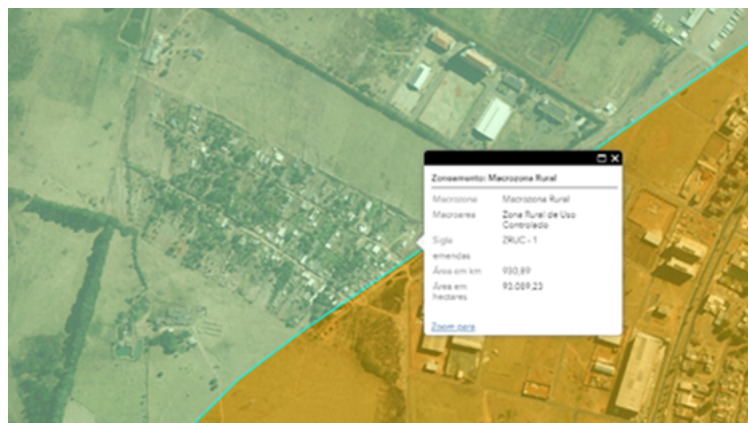 Zoneamento: Macrozona Rural
Macrozona Macrozona Rural
Macroarea Zona Rural de Uso
Controlado
Sigla ZRUC - 1
emendas
Área em km 930,89
Área em 93.089,23
hectares
Zoom para